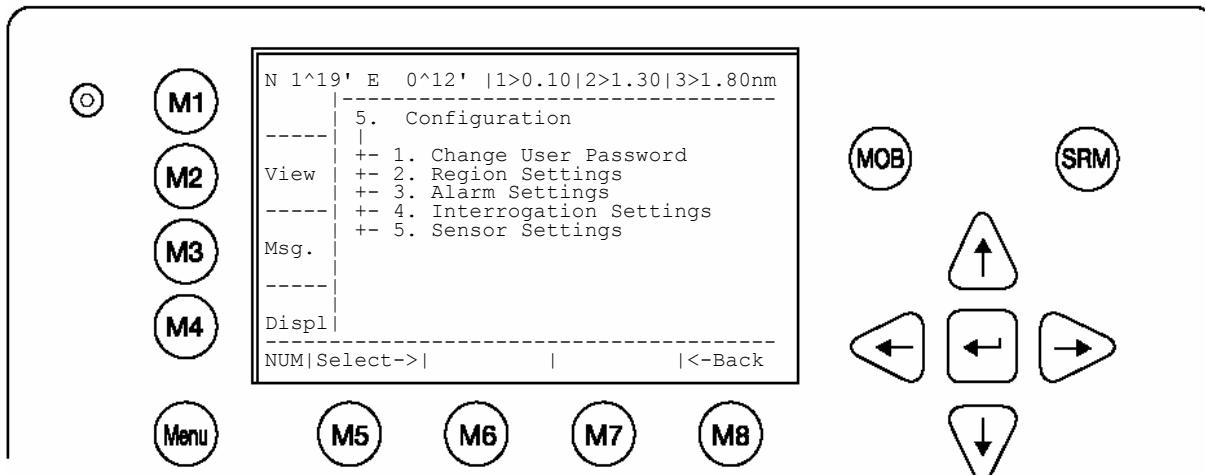 N 1^19' E  0^12' |1>0.10|2>1.30|3>1.80nm
|----------------------------------
| 5.  Configuration
-----| |
| +- 1. Change User Password
View | +- 2. Region Settings
| +- 3. Alarm Settings
-----| +- 4. Interrogation Settings
| +- 5. Sensor Settings
Msg. |
-----|
Displ|
----------------------------------------
NUM|Select->|         |         |<-Back
M1
M2
M3
M4
Menu
M5
M6
M7
M8
MOB
SRM